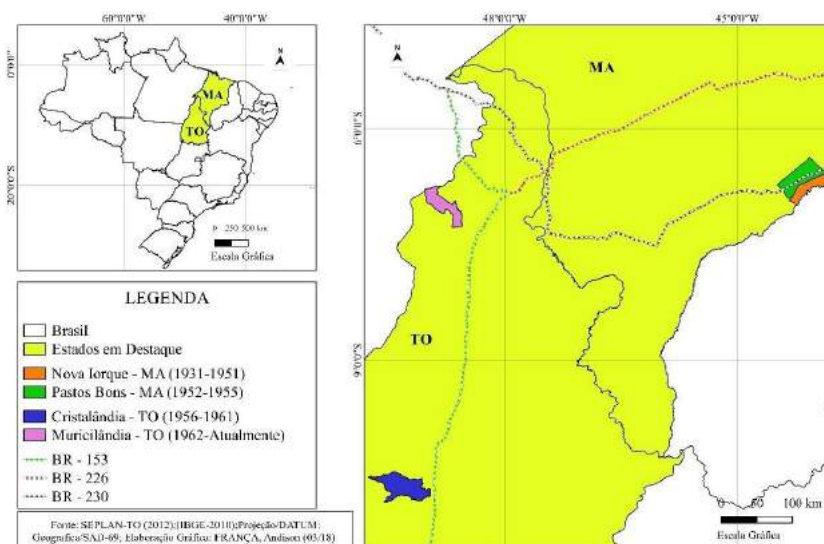 60°0'0"W
40°0'0"W
0°0'0"
20°0'0"S
N
MA
TO
0 250 500 km
Escala Gráfica
LEGENDA
Brasil
Estados em Destaque
Nova Iorque - MA (1931-1951)
Pastos Bons - MA (1952-1955)
Cristalândia - TO (1956-1961)
Muricilândia - TO (1962-Atualmente)
BR - 153
BR - 226
BR - 230
Fonte: SEPLAN-TO (2012);(IBGE-2010);Projeção/DATUM:
Geografica/SAD-69; Elaboração Gráfica: FRANÇA, Andison (03/18)
48°0'0"W
45°0'0"W
6°0'0"S
9°0'0"S
N
MA
TO
0 50 100 km
Escala Gráfica